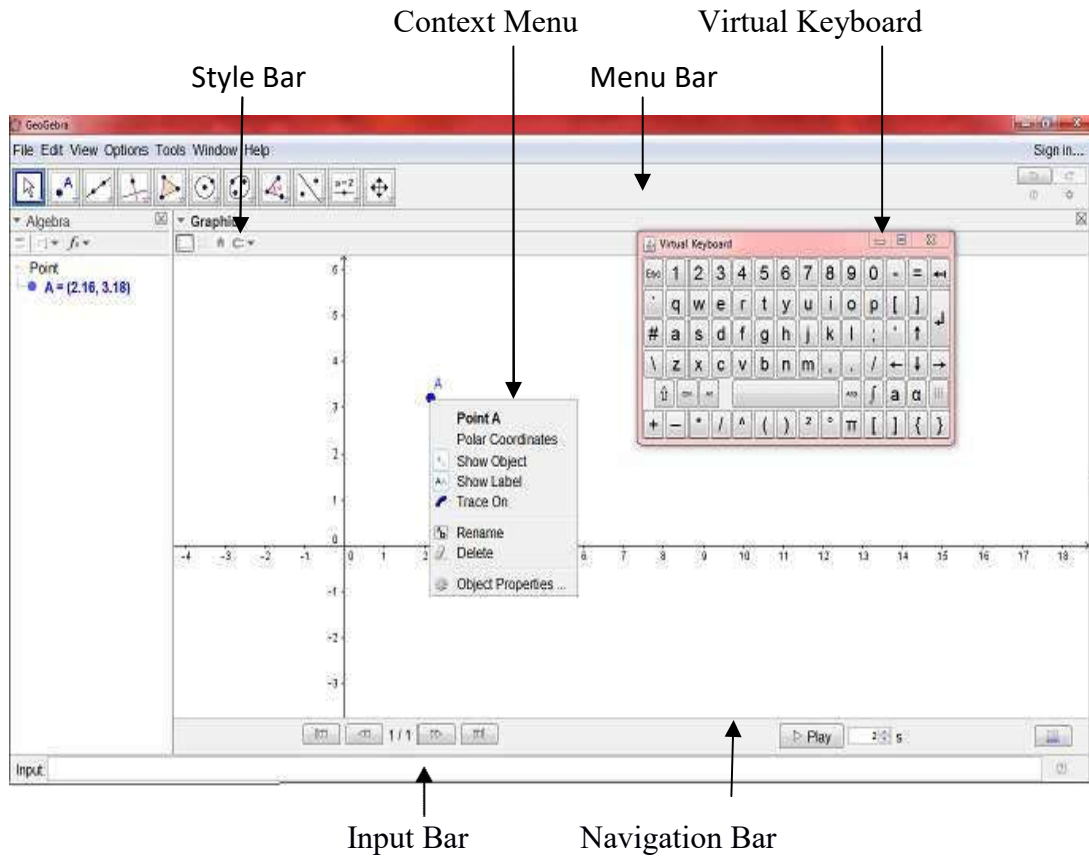 Context Menu
Virtual Keyboard
Style Bar
Menu Bar
GeoGebra
File Edit View Options Tools Window Help
Sign in...
A
a=2
Algebra
Graphic
Point
A = (2.16, 3.18)
6
5
4
3
2
1
0
-1
-2
-3
-4 -3 -2 -1 0 1 2 6 7 8 9 10 11 12 13 14 15 16 17 18
A
Point A
Polar Coordinates
Show Object
Show Label
Trace On
Rename
Delete
Object Properties ...
Virtual Keyboard
Esc 1 2 3 4 5 6 7 8 9 0 - =
q w e r t y u i o p [ ]
# a s d f g h j k l ; '
\ z x c v b n m , . /
∫ a α
+ − * / ^ ( ) ² ° π [ ] { }
1 / 1
Play
2 s
Input:
Input Bar
Navigation Bar